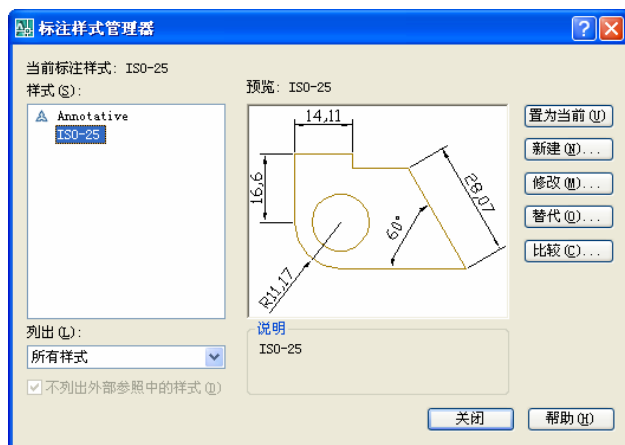 标注样式管理器
当前标注样式: ISO-25
样式(S):
Annotative
ISO-25
预览: ISO-25
14,11
16,6
28,07
60°
R11,17
置为当前(U)
新建(N)...
修改(M)...
替代(O)...
比较(C)...
列出(L):
所有样式
不列出外部参照中的样式(D)
说明
ISO-25
关闭
帮助(H)